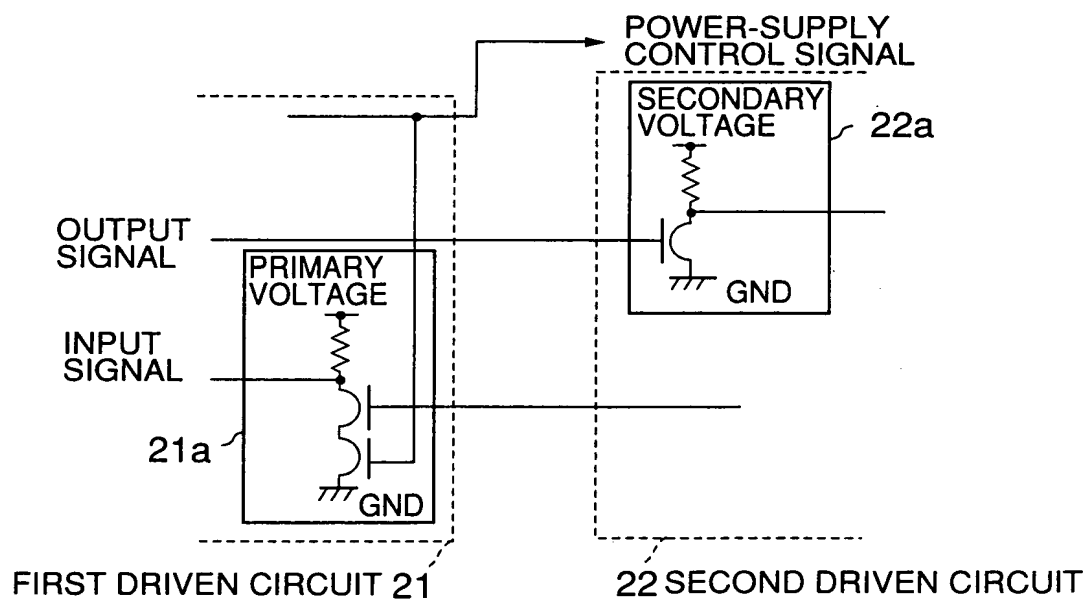 POWER-SUPPLY
CONTROL SIGNAL
SECONDARY
VOLTAGE
22a
OUTPUT
SIGNAL
PRIMARY
VOLTAGE
GND
INPUT
SIGNAL
21a
GND
FIRST DRIVEN CIRCUIT 21
22 SECOND DRIVEN CIRCUIT